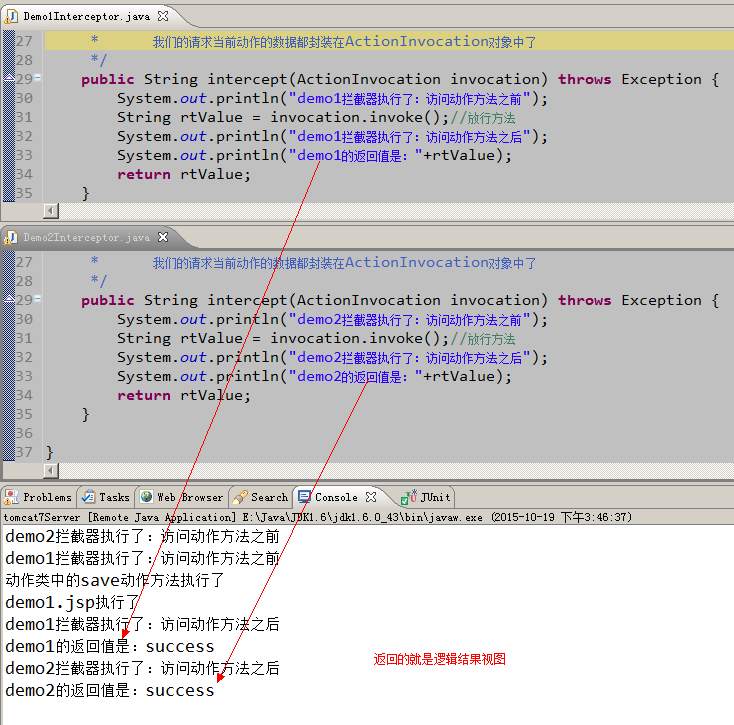 Demo1Interceptor.java
27 * 我们的请求当前动作的数据都封装在ActionInvocation对象中了
28 */
29 public String intercept(ActionInvocation invocation) throws Exception {
30 System.out.println("demo1拦截器执行了：访问动作方法之前");
31 String rtValue = invocation.invoke();//放行方法
32 System.out.println("demo1拦截器执行了：访问动作方法之后");
33 System.out.println("demo1的返回值是："+rtValue);
34 return rtValue;
35 }
Demo2Interceptor.java
27 * 我们的请求当前动作的数据都封装在ActionInvocation对象中了
28 */
29 public String intercept(ActionInvocation invocation) throws Exception {
30 System.out.println("demo2拦截器执行了：访问动作方法之前");
31 String rtValue = invocation.invoke();//放行方法
32 System.out.println("demo2拦截器执行了：访问动作方法之后");
33 System.out.println("demo2的返回值是："+rtValue);
34 return rtValue;
35 }
36
37 }
Problems Tasks Web Browser Search Console JUnit
tomcat7Server [Remote Java Application] E:\Java\JDK1.6\jdk1.6.0_43\bin\javaw.exe (2015-10-19 下午3:46:37)
demo2拦截器执行了：访问动作方法之前
demo1拦截器执行了：访问动作方法之前
动作类中的save动作方法执行了
demo1.jsp执行了
demo1拦截器执行了：访问动作方法之后
demo1的返回值是：success
返回的就是逻辑结果视图
demo2拦截器执行了：访问动作方法之后
demo2的返回值是：success